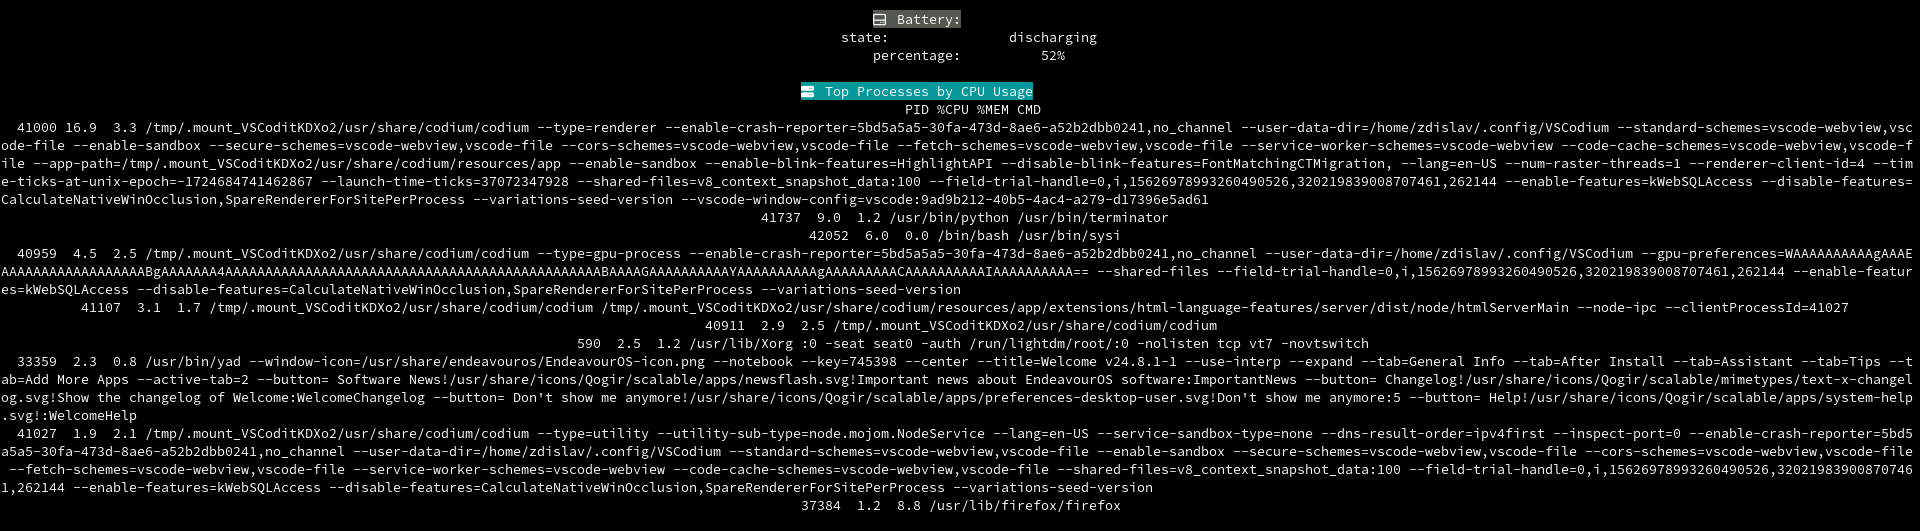 Battery:
state: discharging
percentage: 52%
Top Processes by CPU Usage
PID %CPU %MEM CMD
41000 16.9 3.3 /tmp/.mount_VSCoditKDXo2/usr/share/codium/codium --type=renderer --enable-crash-reporter=5bd5a5a5-30fa-473d-8ae6-a52b2dbb0241,no_channel --user-data-dir=/home/zdislav/.config/VSCodium --standard-schemes=vscode-webview,vsc
ode-file --enable-sandbox --secure-schemes=vscode-webview,vscode-file --cors-schemes=vscode-webview,vscode-file --fetch-schemes=vscode-webview,vscode-file --service-worker-schemes=vscode-webview --code-cache-schemes=vscode-webview,vscode-f
ile --app-path=/tmp/.mount_VSCoditKDXo2/usr/share/codium/resources/app --enable-sandbox --enable-blink-features=HighlightAPI --disable-blink-features=FontMatchingCTMigration, --lang=en-US --num-raster-threads=1 --renderer-client-id=4 --tim
e-ticks-at-unix-epoch=-1724684741462867 --launch-time-ticks=37072347928 --shared-files=v8_context_snapshot_data:100 --field-trial-handle=0,i,15626978993260490526,320219839008707461,262144 --enable-features=kWebSQLAccess --disable-features=
CalculateNativeWinOcclusion,SpareRendererForSitePerProcess --variations-seed-version --vscode-window-config=vscode:9ad9b212-40b5-4ac4-a279-d17396e5ad61
41737 9.0 1.2 /usr/bin/python /usr/bin/terminator
42052 6.0 0.0 /bin/bash /usr/bin/sysi
40959 4.5 2.5 /tmp/.mount_VSCoditKDXo2/usr/share/codium/codium --type=gpu-process --enable-crash-reporter=5bd5a5a5-30fa-473d-8ae6-a52b2dbb0241,no_channel --user-data-dir=/home/zdislav/.config/VSCodium --gpu-preferences=WAAAAAAAAAAgAAAE
AAAAAAAAAAAAAAAAAABgAAAAAAA4AAAAAAAAAAAAAAAAAAAAAAAAAAAAAAAAAAAAAAAAAAAAAAABAAAAGAAAAAAAAAAYAAAAAAAAAAgAAAAAAAAACAAAAAAAAAAIAAAAAAAAAA== --shared-files --field-trial-handle=0,i,15626978993260490526,320219839008707461,262144 --enable-featur
es=kWebSQLAccess --disable-features=CalculateNativeWinOcclusion,SpareRendererForSitePerProcess --variations-seed-version
41107 3.1 1.7 /tmp/.mount_VSCoditKDXo2/usr/share/codium/codium /tmp/.mount_VSCoditKDXo2/usr/share/codium/resources/app/extensions/html-language-features/server/dist/node/htmlServerMain --node-ipc --clientProcessId=41027
40911 2.9 2.5 /tmp/.mount_VSCoditKDXo2/usr/share/codium/codium
590 2.5 1.2 /usr/lib/Xorg :0 -seat seat0 -auth /run/lightdm/root/:0 -nolisten tcp vt7 -novtswitch
33359 2.3 0.8 /usr/bin/yad --window-icon=/usr/share/endeavouros/EndeavourOS-icon.png --notebook --key=745398 --center --title=Welcome v24.8.1-1 --use-interp --expand --tab=General Info --tab=After Install --tab=Assistant --tab=Tips --t
ab=Add More Apps --active-tab=2 --button= Software News!/usr/share/icons/Qogir/scalable/apps/newsflash.svg!Important news about EndeavourOS software:ImportantNews --button= Changelog!/usr/share/icons/Qogir/scalable/mimetypes/text-x-changel
og.svg!Show the changelog of Welcome:WelcomeChangelog --button= Don't show me anymore!/usr/share/icons/Qogir/scalable/apps/preferences-desktop-user.svg!Don't show me anymore:5 --button= Help!/usr/share/icons/Qogir/scalable/apps/system-help
.svg!:WelcomeHelp
41027 1.9 2.1 /tmp/.mount_VSCoditKDXo2/usr/share/codium/codium --type=utility --utility-sub-type=node.mojom.NodeService --lang=en-US --service-sandbox-type=none --dns-result-order=ipv4first --inspect-port=0 --enable-crash-reporter=5bd5
a5a5-30fa-473d-8ae6-a52b2dbb0241,no_channel --user-data-dir=/home/zdislav/.config/VSCodium --standard-schemes=vscode-webview,vscode-file --enable-sandbox --secure-schemes=vscode-webview,vscode-file --cors-schemes=vscode-webview,vscode-file
--fetch-schemes=vscode-webview,vscode-file --service-worker-schemes=vscode-webview --code-cache-schemes=vscode-webview,vscode-file --shared-files=v8_context_snapshot_data:100 --field-trial-handle=0,i,15626978993260490526,32021983900870746
1,262144 --enable-features=kWebSQLAccess --disable-features=CalculateNativeWinOcclusion,SpareRendererForSitePerProcess --variations-seed-version
37384 1.2 8.8 /usr/lib/firefox/firefox